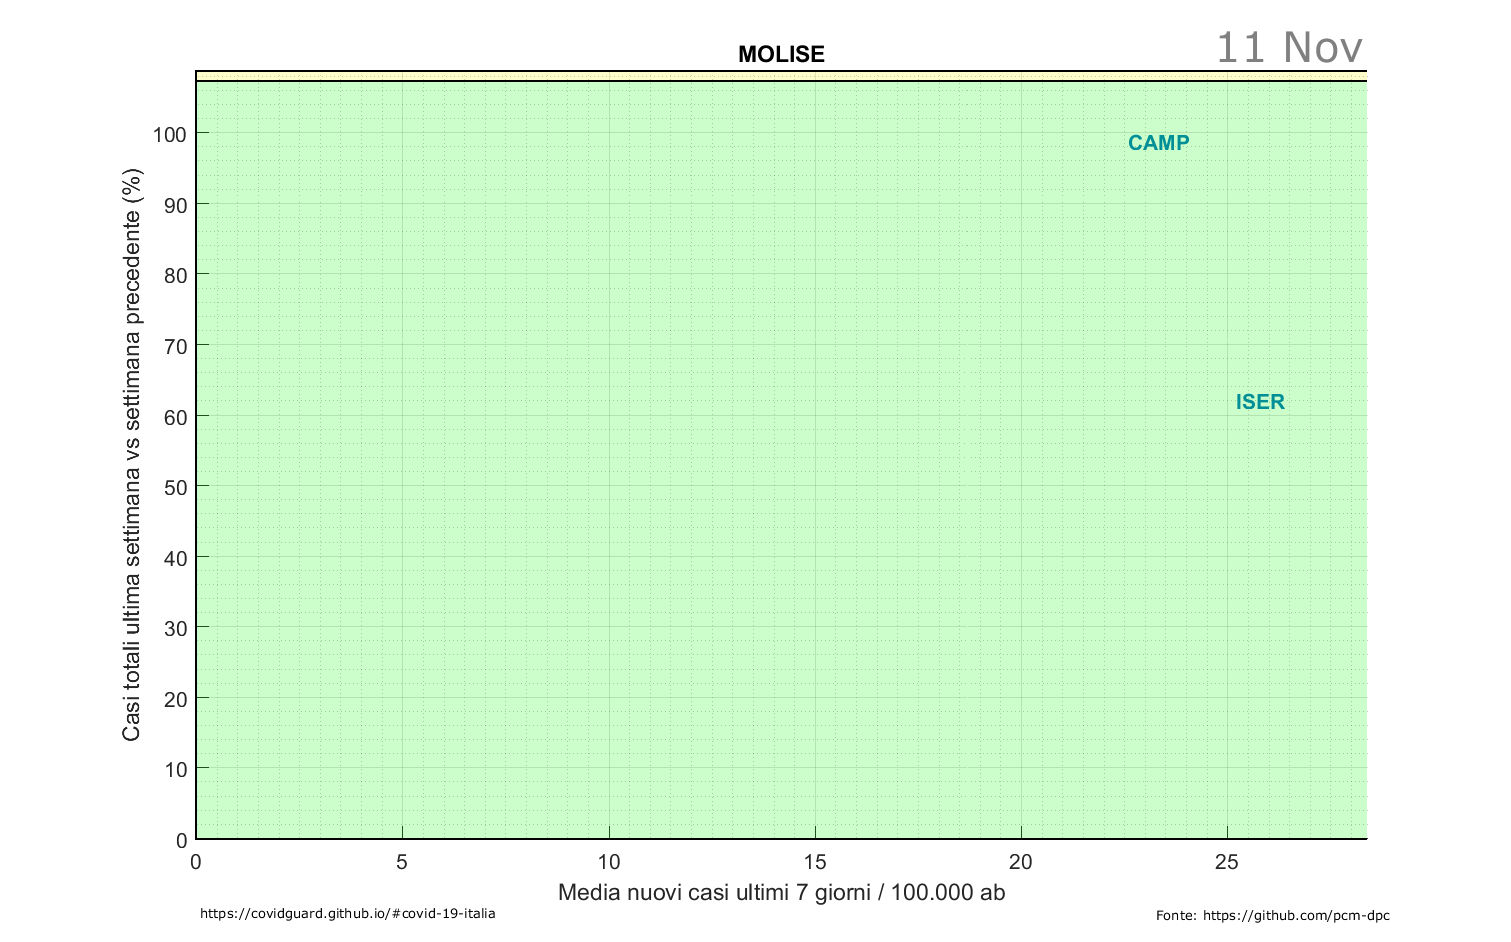 MOLISE
11 Nov
Casi totali ultima settimana vs settimana precedente (%)
100
CAMP
90
80
70
60
ISER
50
40
30
20
10
0
0 5 10 15 20 25
Media nuovi casi ultimi 7 giorni / 100.000 ab
https://covidguard.github.io/#covid-19-italia
Fonte: https://github.com/pcm-dpc